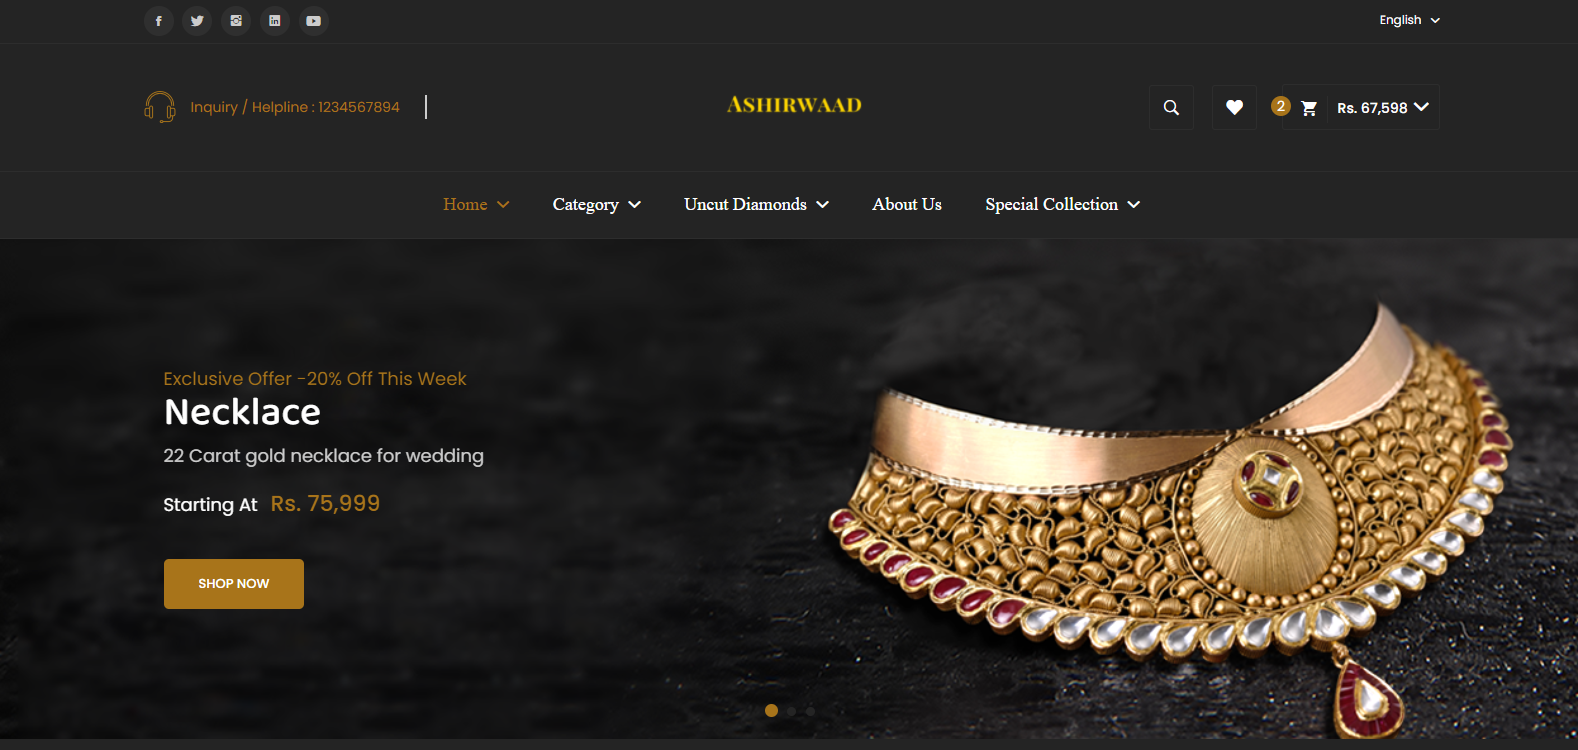 English
Inquiry / Helpline : 1234567894
ASHIRWAAD
2
Rs. 67,598
Home
Category
Uncut Diamonds
About Us
Special Collection
Exclusive Offer -20% Off This Week
Necklace
22 Carat gold necklace for wedding
Starting At Rs. 75,999
SHOP NOW